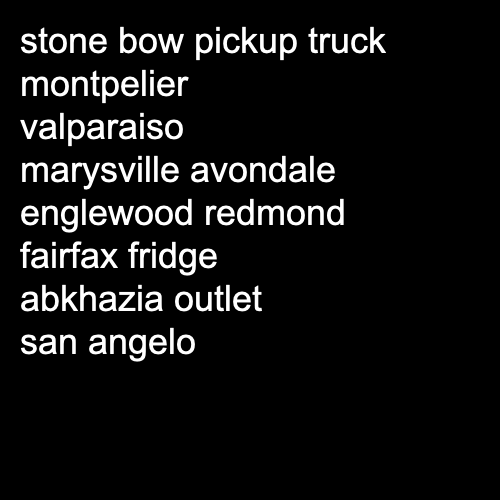 stone bow pickup truck
montpelier
valparaiso
marysville avondale
englewood redmond
fairfax fridge
abkhazia outlet
san angelo